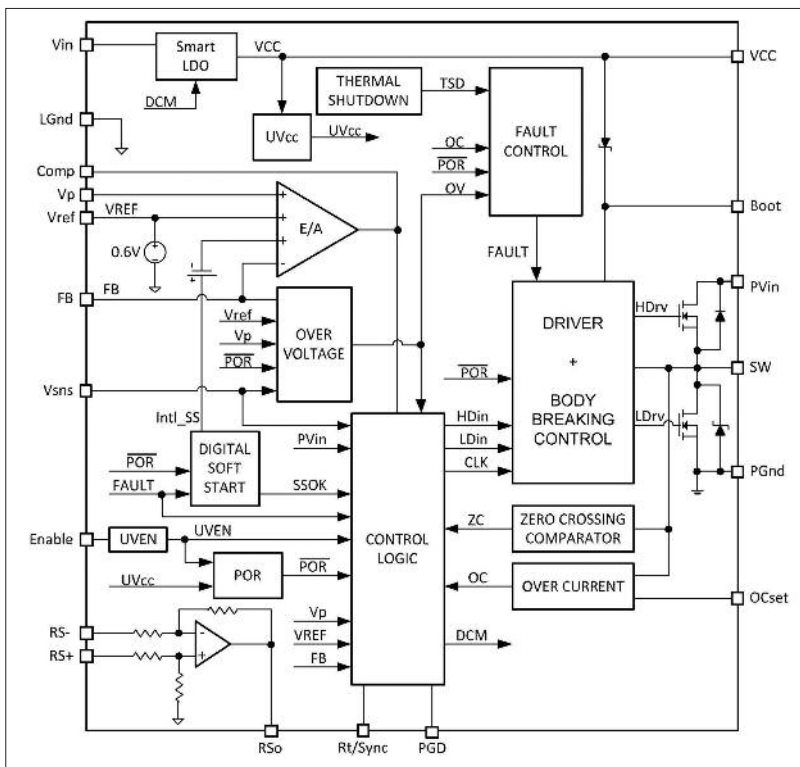 Vin
Smart
LDO
VCC
VCC
DCM
THERMAL
SHUTDOWN
TSD
FAULT
CONTROL
LGnd
UVcc
UVcc
OC
POR
OV
Comp
Vp
Vref
VREF
E/A
0.6V
Boot
FAULT
FB
FB
PVin
Vref
Vp
POR
OVER
VOLTAGE
DRIVER
+
BODY
BREAKING
CONTROL
HDrv
SW
POR
LDrv
Vsns
Intl_SS
PVin
HDin
LDin
CLK
PGnd
POR
FAULT
DIGITAL
SOFT
START
SSOK
CONTROL
LOGIC
ZC
ZERO CROSSING
COMPARATOR
Enable
UVEN
UVEN
UVcc
POR
POR
OC
OVER CURRENT
OCset
RS-
RS+
-
+
Vp
VREF
FB
DCM
RSo
Rt/Sync
PGD